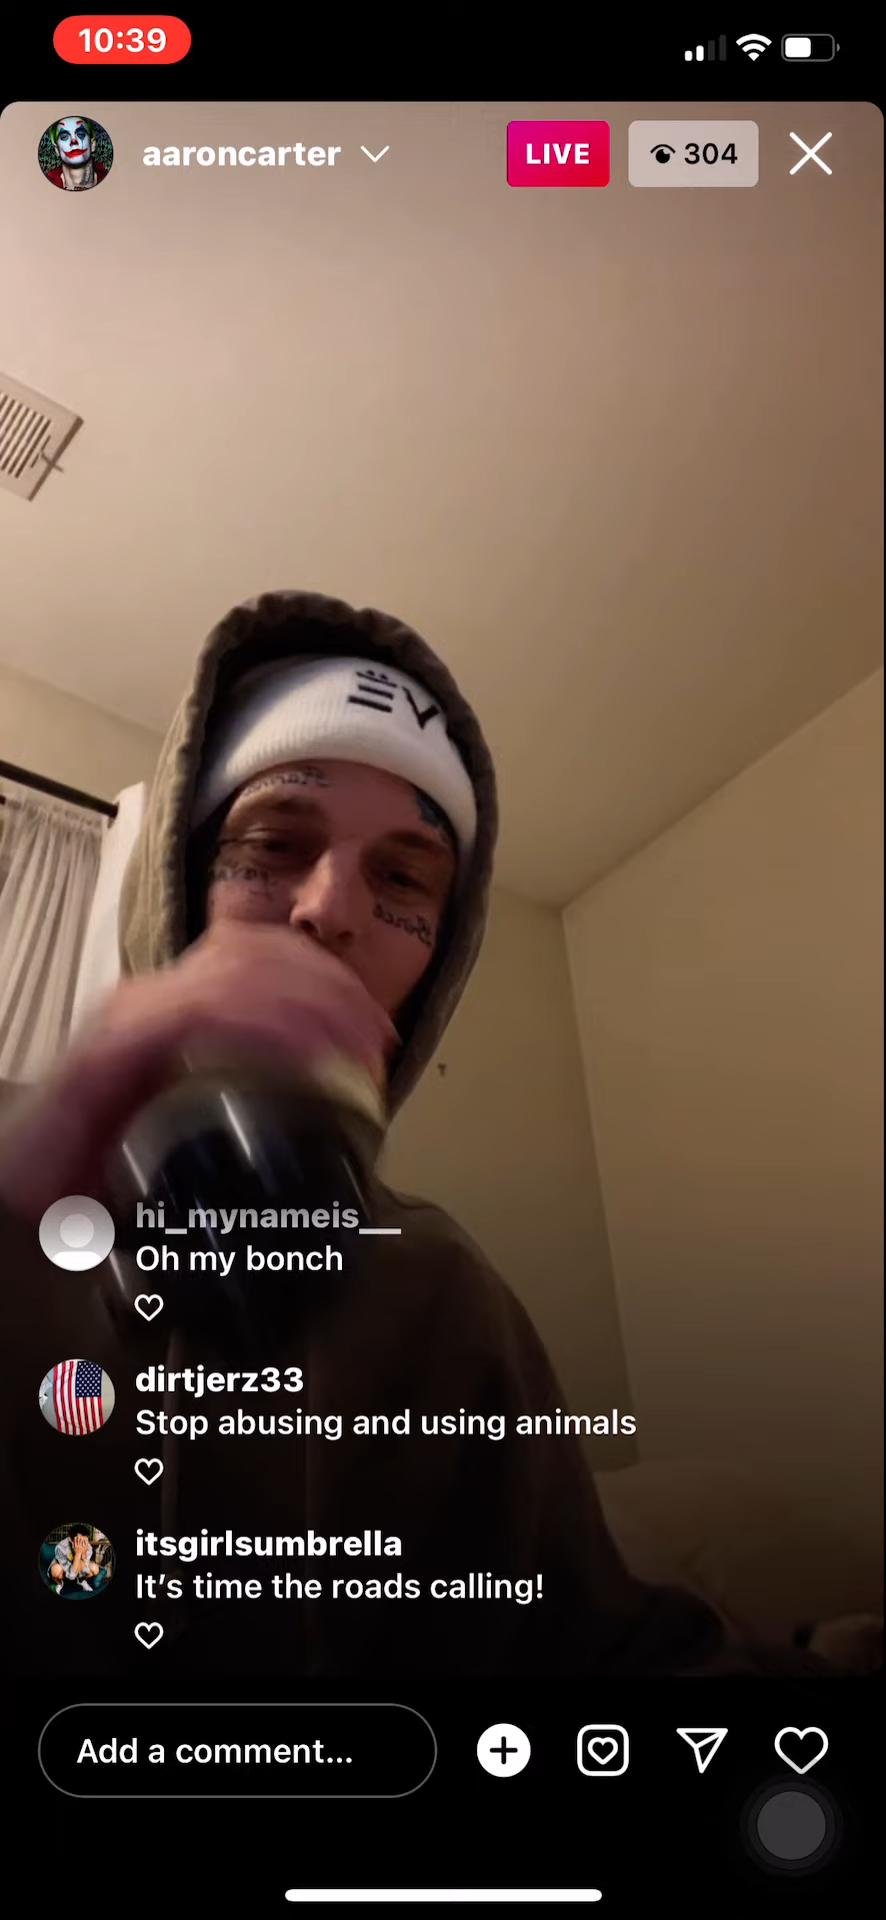 10:39
aaroncarter
LIVE
304
hi_mynameis__
Oh my bonch
dirtjerz33
Stop abusing and using animals
itsgirlsumbrella
It’s time the roads calling!
Add a comment...